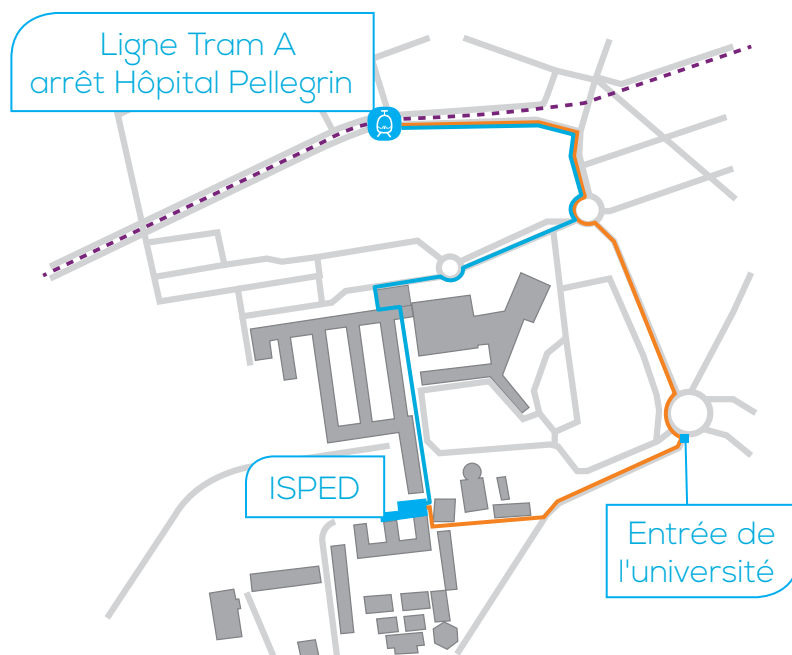 Ligne Tram A
arrêt Hôpital Pellegrin
ISPED
Entrée de
l'université